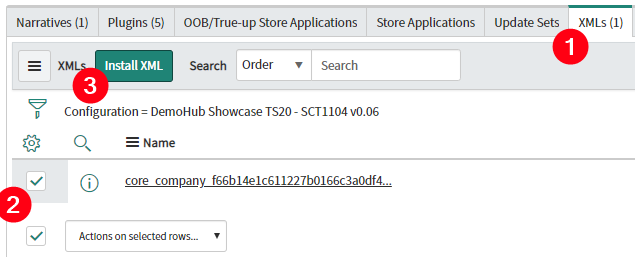 Narratives (1) Plugins (5) OOB/True-up Store Applications Store Applications Update Sets XMLs (1)
1
XMLs Install XML Search Order Search
3
Configuration = DemoHub Showcase TS20 - SCT1104 v0.06
Name
core_company_f66b14e1c611227b0166c3a0df4...
2
Actions on selected rows...